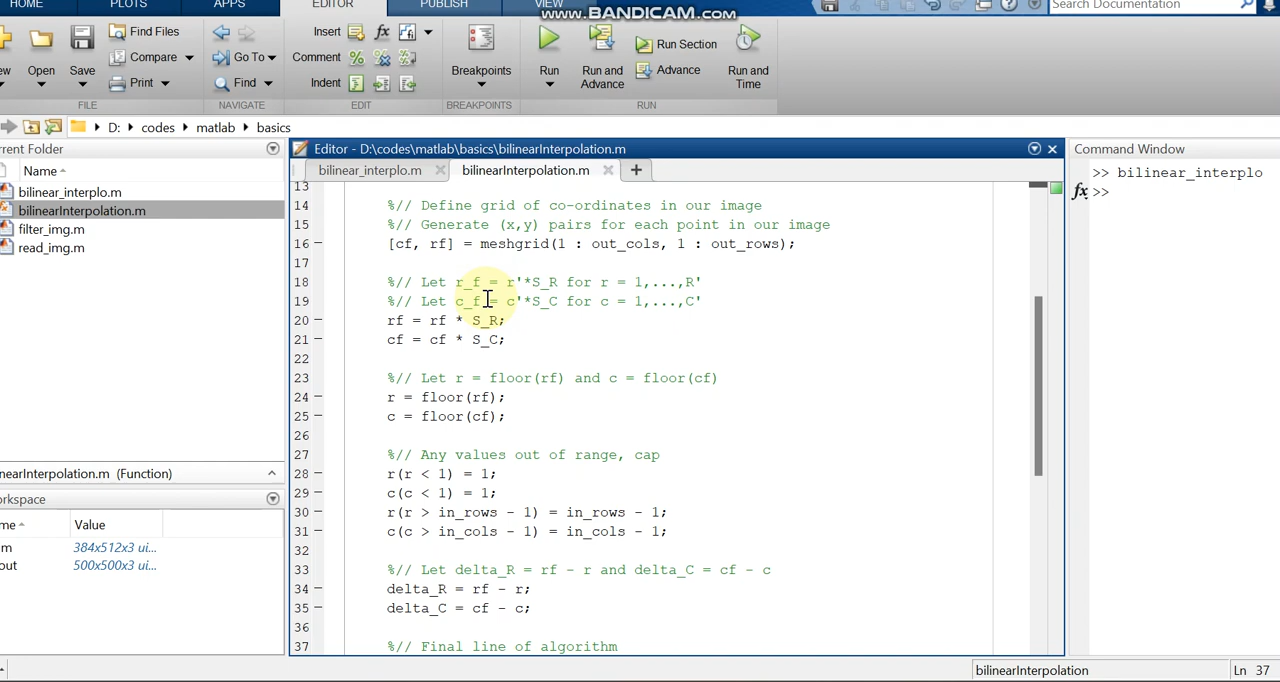 HOME PLOTS APPS EDITOR PUBLISH VIEW
www.BANDICAM.com
Search Documentation
Find Files
Compare
Print
Open
Save
FILE
Go To
Find
NAVIGATE
Insert
Comment
Indent
EDIT
Breakpoints
BREAKPOINTS
Run
Run and Advance
Run Section
Advance
Run and Time
RUN
D: codes matlab basics
rrent Folder
Name
bilinear_interplo.m
bilinearInterpolation.m
filter_img.m
read_img.m
nearInterpolation.m (Function)
orkspace
me Value
m 384x512x3 ui...
out 500x500x3 ui...
Editor - D:\codes\matlab\basics\bilinearInterpolation.m
bilinear_interplo.m bilinearInterpolation.m
13
14 %// Define grid of co-ordinates in our image
15 %// Generate (x,y) pairs for each point in our image
16 [cf, rf] = meshgrid(1 : out_cols, 1 : out_rows);
17
18 %// Let r_f = r'*S_R for r = 1,...,R'
19 %// Let c_f = c'*S_C for c = 1,...,C'
20 rf = rf * S_R;
21 cf = cf * S_C;
22
23 %// Let r = floor(rf) and c = floor(cf)
24 r = floor(rf);
25 c = floor(cf);
26
27 %// Any values out of range, cap
28 r(r < 1) = 1;
29 c(c < 1) = 1;
30 r(r > in_rows - 1) = in_rows - 1;
31 c(c > in_cols - 1) = in_cols - 1;
32
33 %// Let delta_R = rf - r and delta_C = cf - c
34 delta_R = rf - r;
35 delta_C = cf - c;
36
37 %// Final line of algorithm
Command Window
>> bilinear_interplo
fx >>
bilinearInterpolation
Ln 37